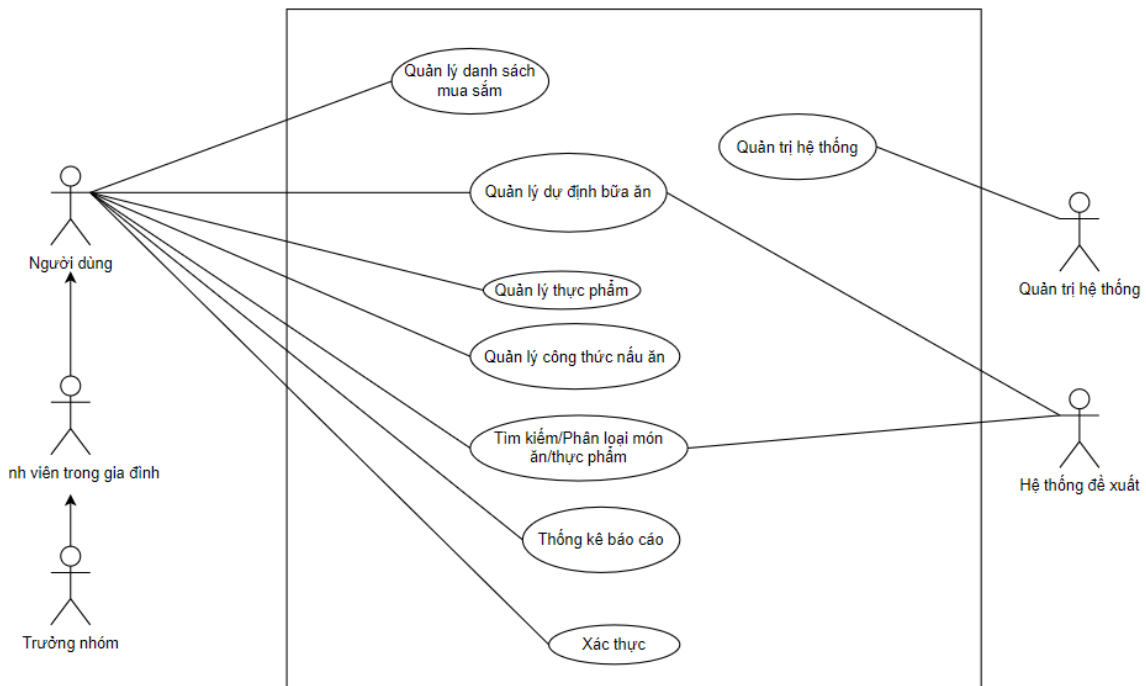 Quản lý danh sách
mua sắm
Quản trị hệ thống
Quản lý dự định bữa ăn
Người dùng
Quản lý thực phẩm
Quản trị hệ thống
Quản lý công thức nấu ăn
Tìm kiếm/Phân loại món
ăn/thực phẩm
nh viên trong gia đình
Hệ thống đề xuất
Thống kê báo cáo
Trưởng nhóm
Xác thực